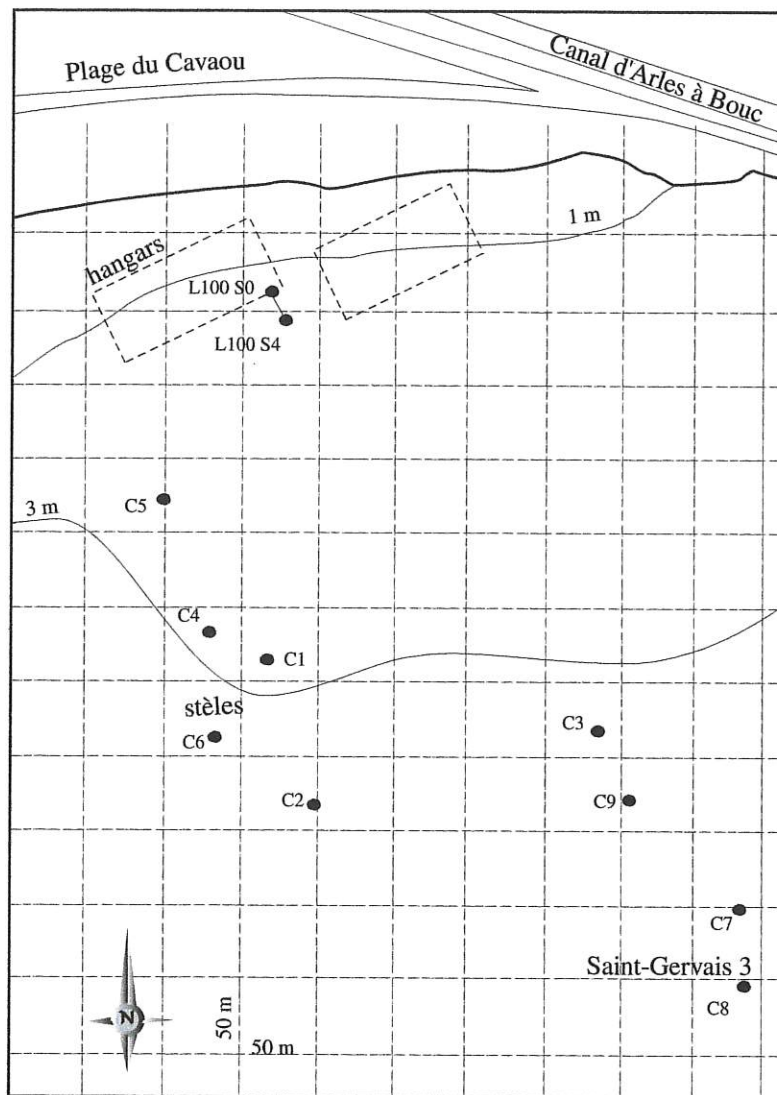 Plage du Cavaou
Canal d'Arles à Bouc
1 m
hangars
L100 S0
L100 S4
C5
3 m
C4
C1
stèles
C6
C3
C2
C9
C7
Saint-Gervais 3
C8
N
50 m
50 m